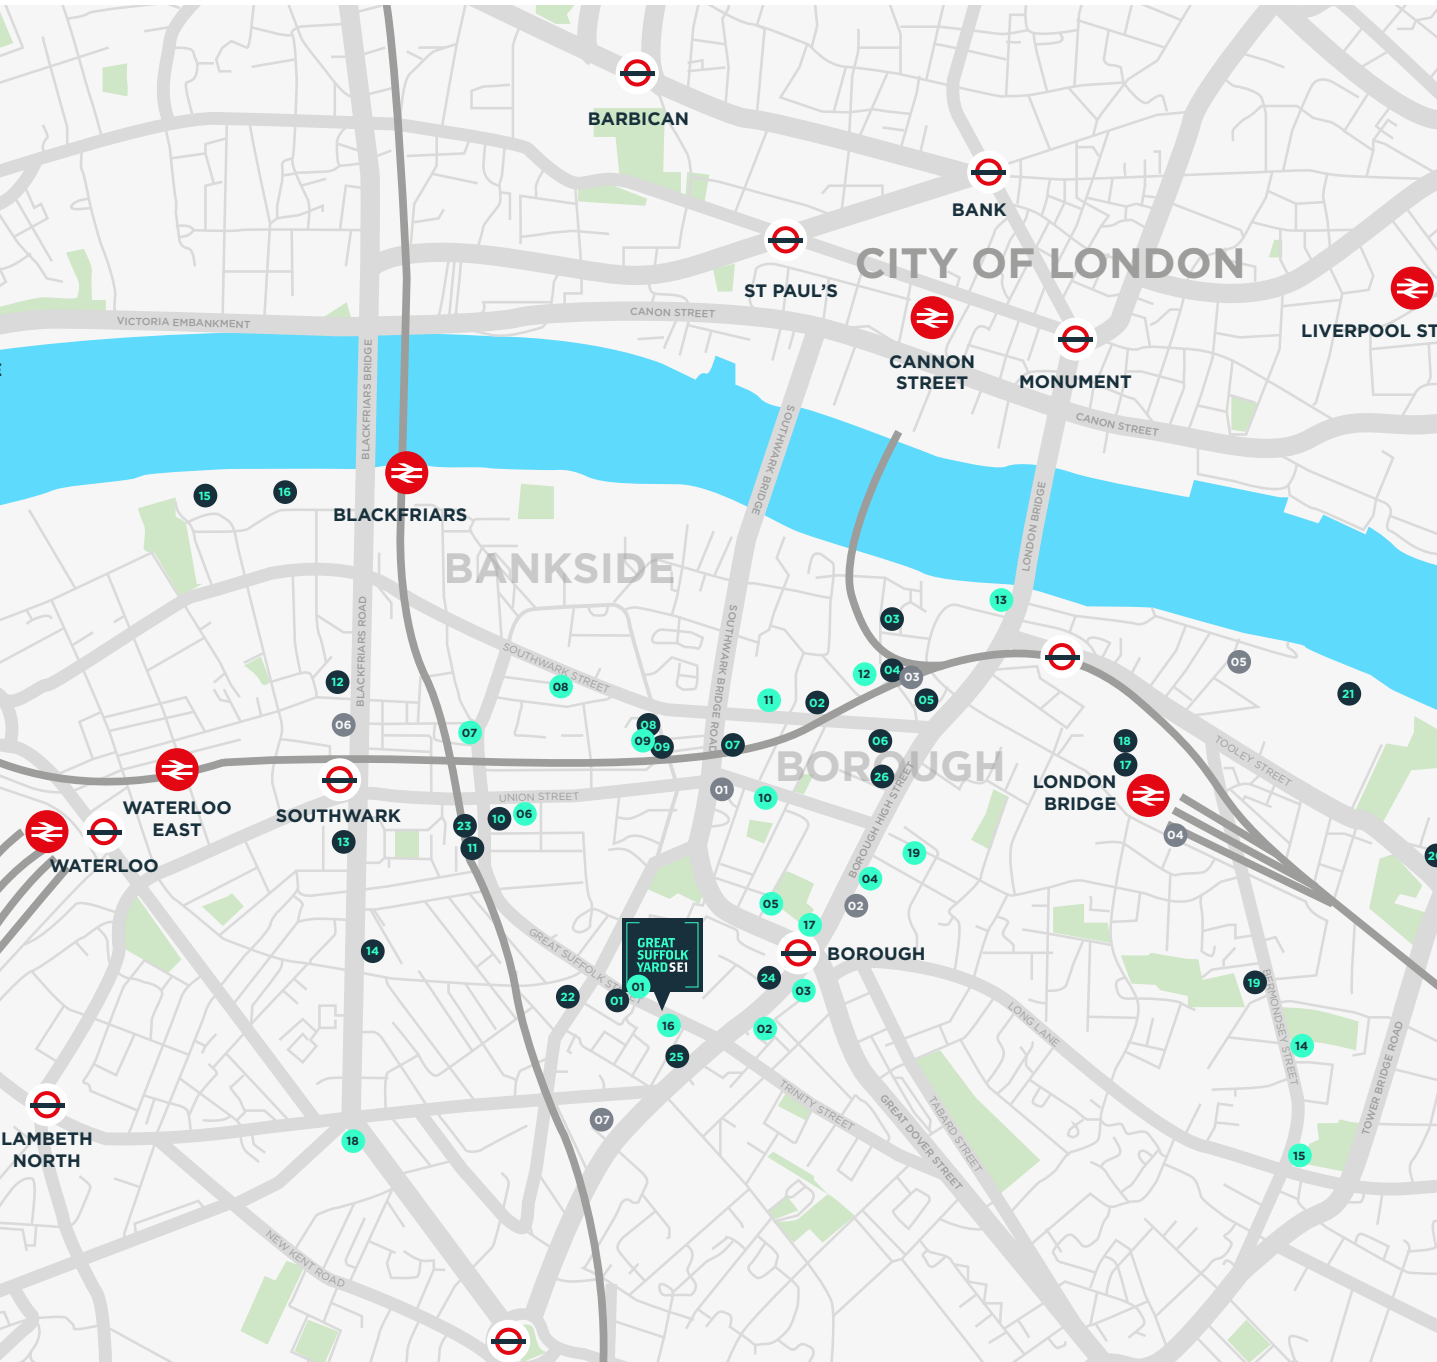 BARBICAN
BANK
CITY OF LONDON
ST PAUL'S
CANON STREET
VICTORIA EMBANKMENT
LIVERPOOL ST
CANNON
STREET
MONUMENT
E
BLACKFRIARS BRIDGE
SOUTHWARK BRIDGE
CANON STREET
15
16
BLACKFRIARS
LONDON BRIDGE
BANKSIDE
13
03
BLACKFRIARS ROAD
SOUTHWARK BRIDGE ROAD
SOUTHWARK STREET
12
08
12
04
03
05
05
21
11
02
06
07
08
09
09
07
06
18
17
TOOLEY STREET
BOROUGH
26
LONDON
BRIDGE
04
WATERLOO
EAST
SOUTHWARK
UNION STREET
01
10
BOROUGH HIGH STREET
10
06
23
11
13
WATERLOO
19
04
02
05
17
20
GREAT SUFFOLK STREET
GREAT
SUFFOLK
YARDSE1
BOROUGH
14
24
03
22
01
01
16
02
25
19
BERMONDSEY STREET
14
LONG LANE
TOWER BRIDGE ROAD
TRINITY STREET
GREAT DOVER STREET
TABARD STREET
07
LAMBETH
NORTH
18
15
NEW KENT ROAD